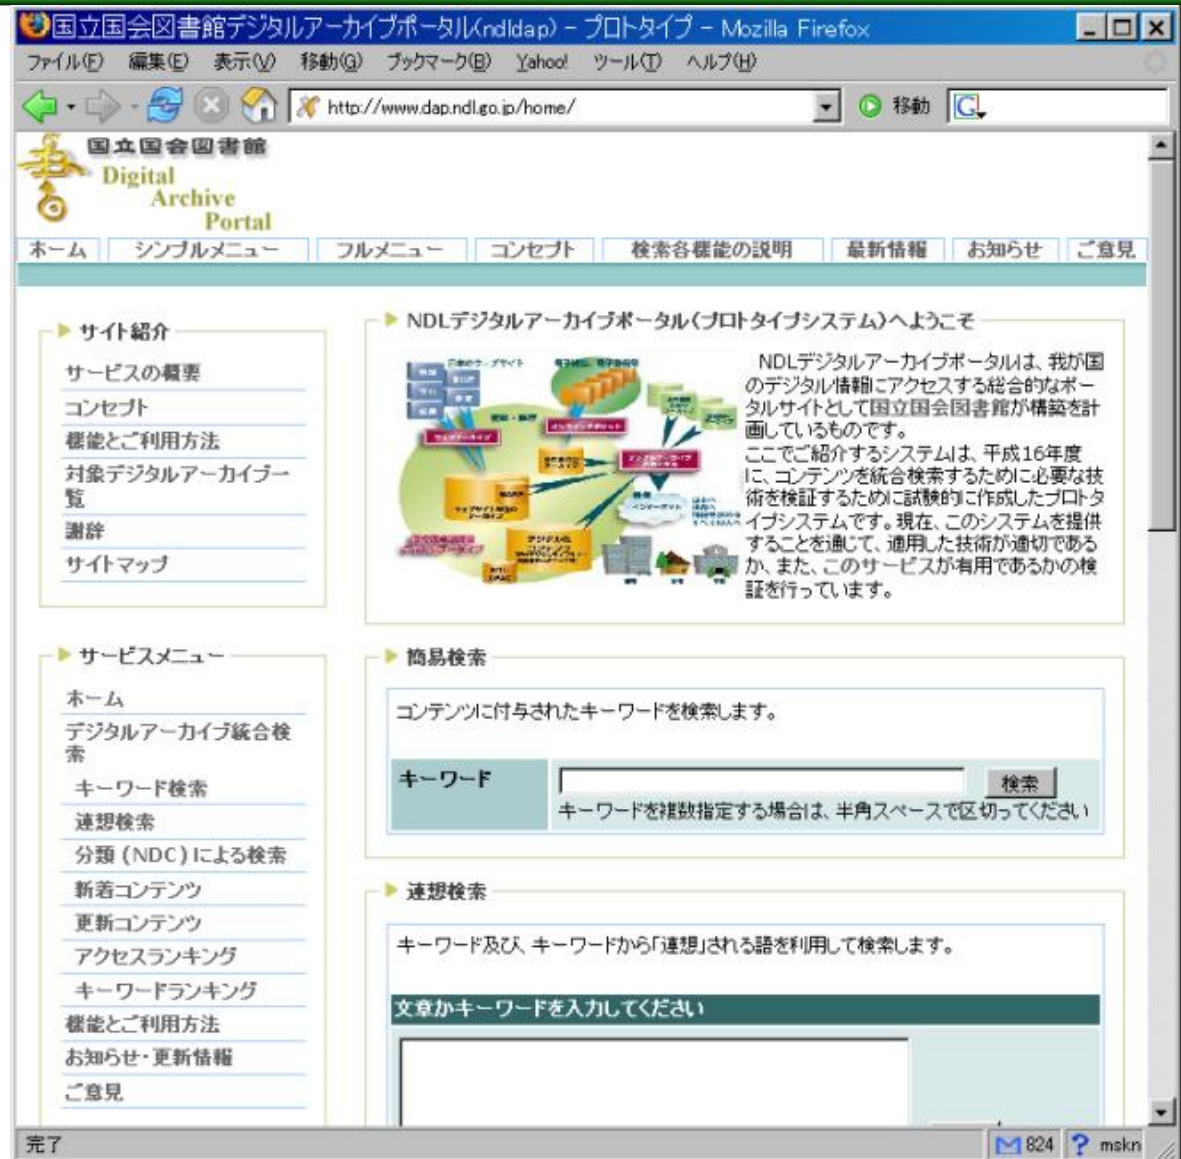 国立国会図書館デジタルアーカイブポータル(ndldap) - プロトタイプ - Mozilla Firefox
ファイル(F) 編集(E) 表示(V) 移動(G) ブックマーク(B) Yahoo! ツール(T) ヘルプ(H)
http://www.dap.ndl.go.jp/home/ 移動
国立国会図書館
Digital
Archive
Portal
ホーム シンプルメニュー フルメニュー コンセプト 検索各機能の説明 最新情報 お知らせ ご意見
サイト紹介
サービスの概要
コンセプト
機能とご利用方法
対象デジタルアーカイブ一
覧
謝辞
サイトマップ
サービスメニュー
ホーム
デジタルアーカイブ統合検
索
キーワード検索
連想検索
分類 (NDC) による検索
新着コンテンツ
更新コンテンツ
アクセスランキング
キーワードランキング
機能とご利用方法
お知らせ・更新情報
ご意見
NDLデジタルアーカイブポータル(プロトタイプシステム)へようこそ
NDLデジタルアーカイブポータルは、我が国
のデジタル情報にアクセスする総合的なポー
タルサイトとして国立国会図書館が構築を計
画しているものです。
ここでご紹介するシステムは、平成16年度
に、コンテンツを統合検索するために必要な技
術を検証するために試験的に作成したプロトタ
イプシステムです。現在、このシステムを提供
することを通じて、適用した技術が適切である
か、また、このサービスが有用であるかの検
証を行っています。
簡易検索
コンテンツに付与されたキーワードを検索します。
キーワード 検索
キーワードを複数指定する場合は、半角スペースで区切ってください
連想検索
キーワード及び、キーワードから「連想」される語を利用して検索します。
文章かキーワードを入力してください
完了 824 mskn